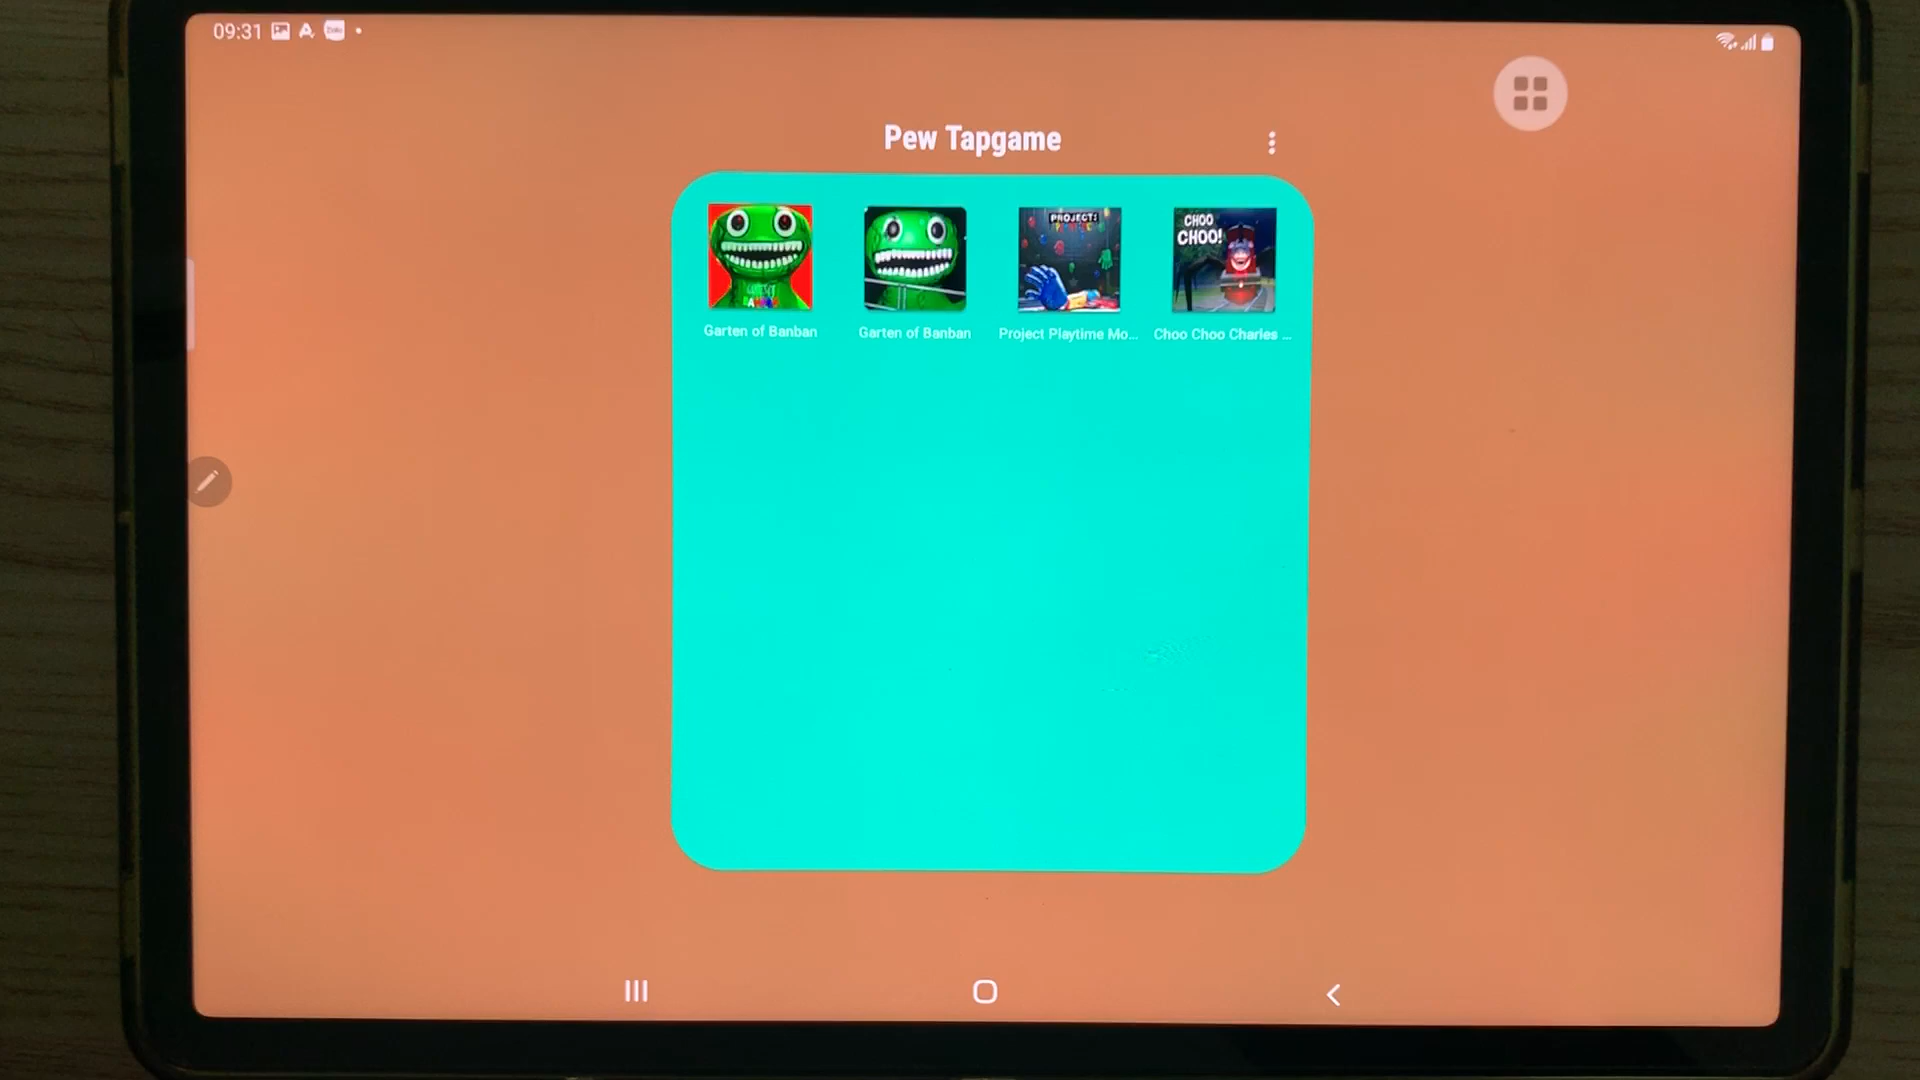 09:31
Pew Tapgame
PROJECT:
CHOO
CHOO!
Garten of Banban
Garten of Banban
Project Playtime Mo...
Choo Choo Charles ...